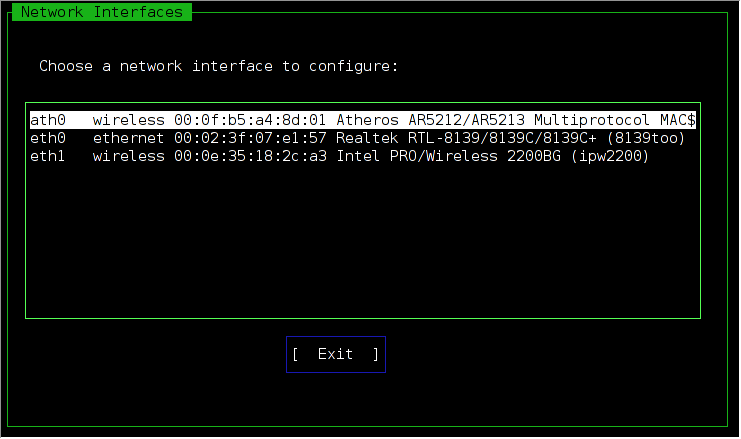 Network Interfaces
Choose a network interface to configure:
ath0   wireless 00:0f:b5:a4:8d:01 Atheros AR5212/AR5213 Multiprotocol MAC$
eth0   ethernet 00:02:3f:07:e1:57 Realtek RTL-8139/8139C/8139C+ (8139too)
eth1   wireless 00:0e:35:18:2c:a3 Intel PRO/Wireless 2200BG (ipw2200)
[  Exit  ]